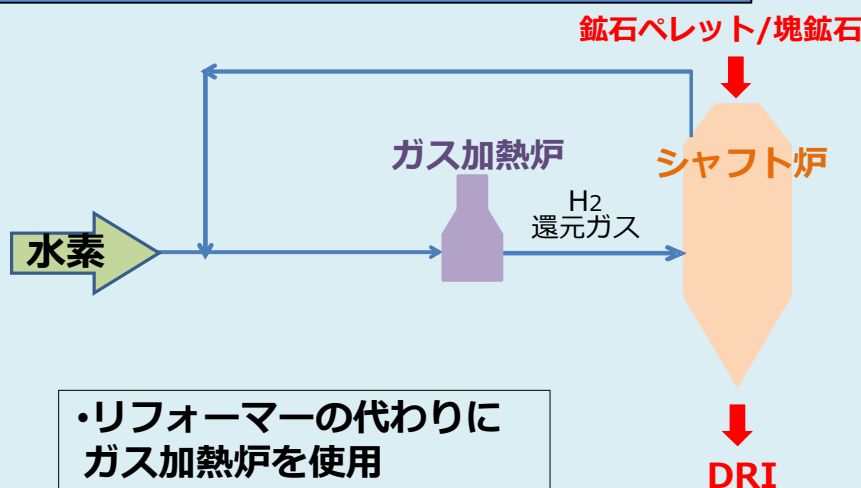 鉱石ペレット/塊鉱石
ガス加熱炉
シャフト炉
H2
還元ガス
水素
・リフォーマーの代わりに
ガス加熱炉を使用
DRI